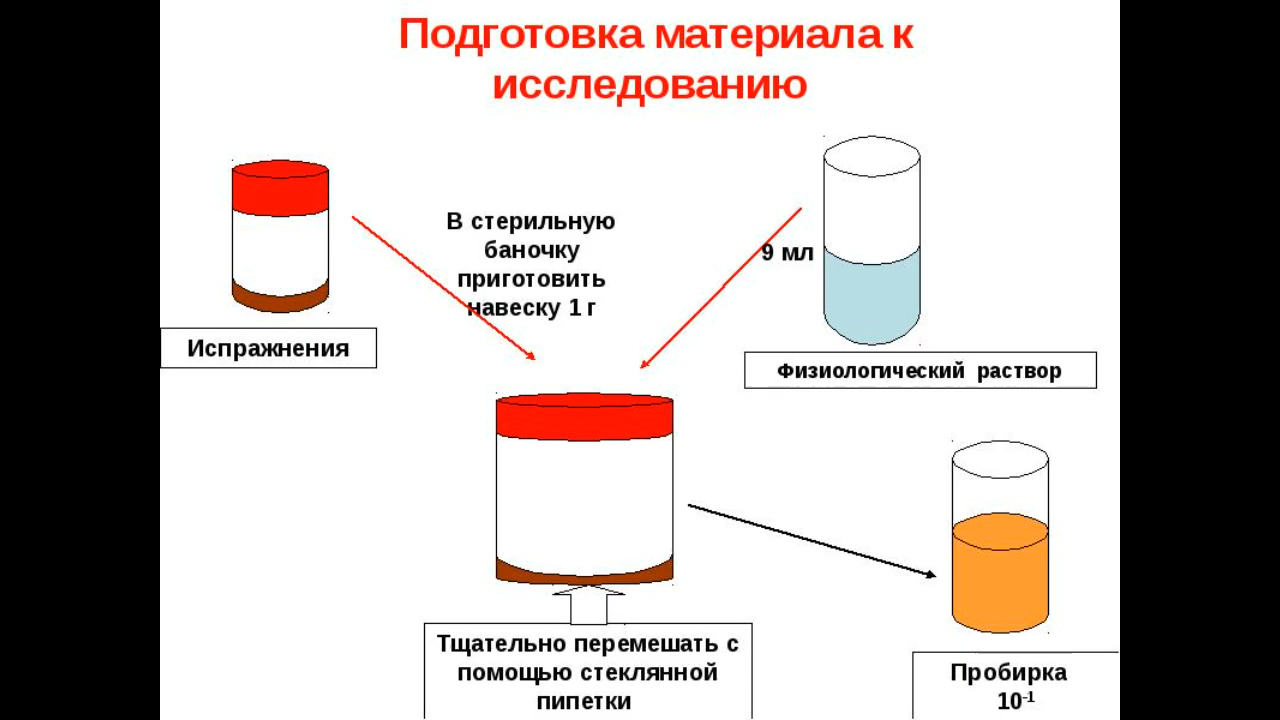 Подготовка материала к
исследованию
В стерильную
баночку
приготовить
навеску 1 г
9 мл
Испражнения
Физиологический раствор
Тщательно перемешать с
помощью стеклянной
пипетки
Пробирка
10⁻¹